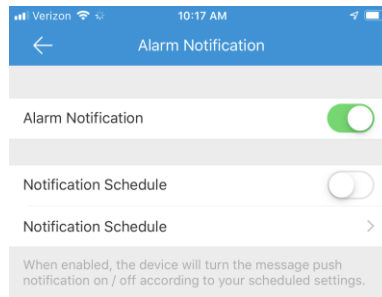 Verizon 10:17 AM
Alarm Notification
Alarm Notification
Notification Schedule
Notification Schedule
When enabled, the device will turn the message push
notification on / off according to your scheduled settings.